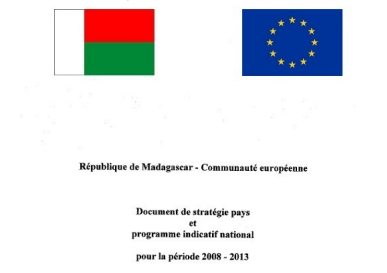 République de Madagascar - Communauté européenne
Document de stratégie pays
et
programme indicatif national
pour la période 2008 - 2013